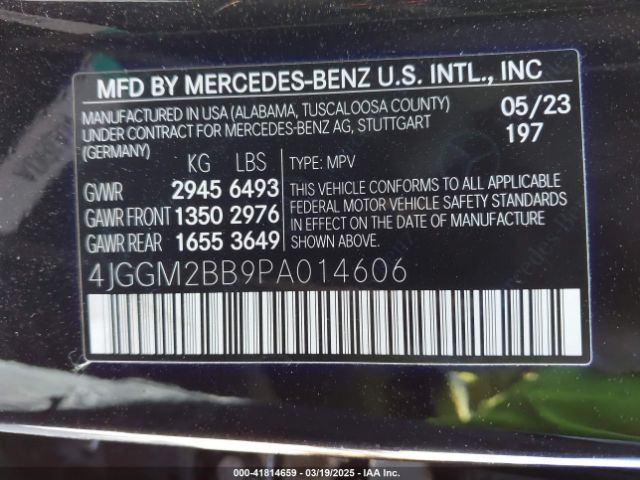 MFD BY MERCEDES-BENZ U.S. INTL., INC
MANUFACTURED IN USA (ALABAMA, TUSCALOOSA COUNTY) 05/23
UNDER CONTRACT FOR MERCEDES-BENZ AG, STUTTGART 197
(GERMANY)
KG LBS TYPE: MPV
GVWR 2945 6493
GAWR FRONT 1350 2976
GAWR REAR 1655 3649
THIS VEHICLE CONFORMS TO ALL APPLICABLE
FEDERAL MOTOR VEHICLE SAFETY STANDARDS
IN EFFECT ON THE DATE OF MANUFACTURE
SHOWN ABOVE.
4JGGM2BB9PA014606
000-41814659 - 03/19/2025 - IAAI.com